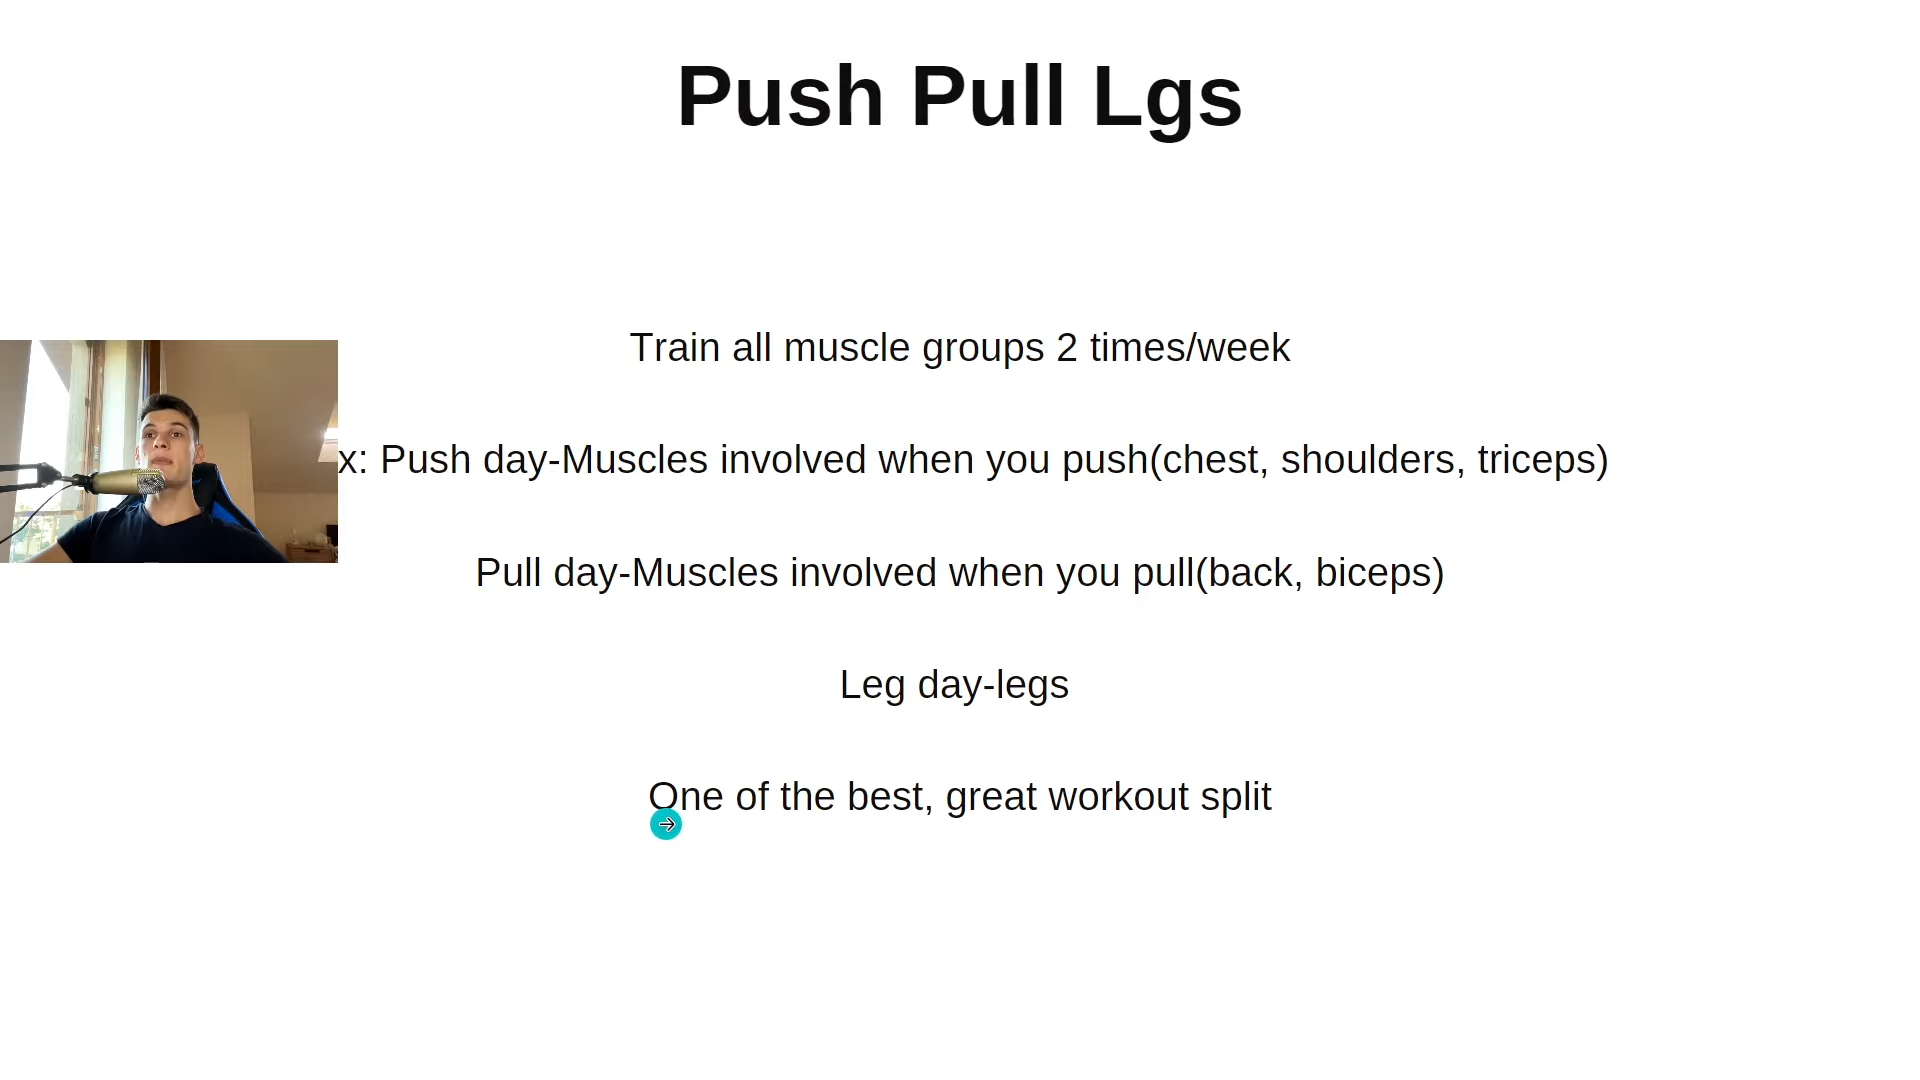 Push Pull Lgs
Train all muscle groups 2 times/week
x: Push day-Muscles involved when you push(chest, shoulders, triceps)
Pull day-Muscles involved when you pull(back, biceps)
Leg day-legs
One of the best, great workout split